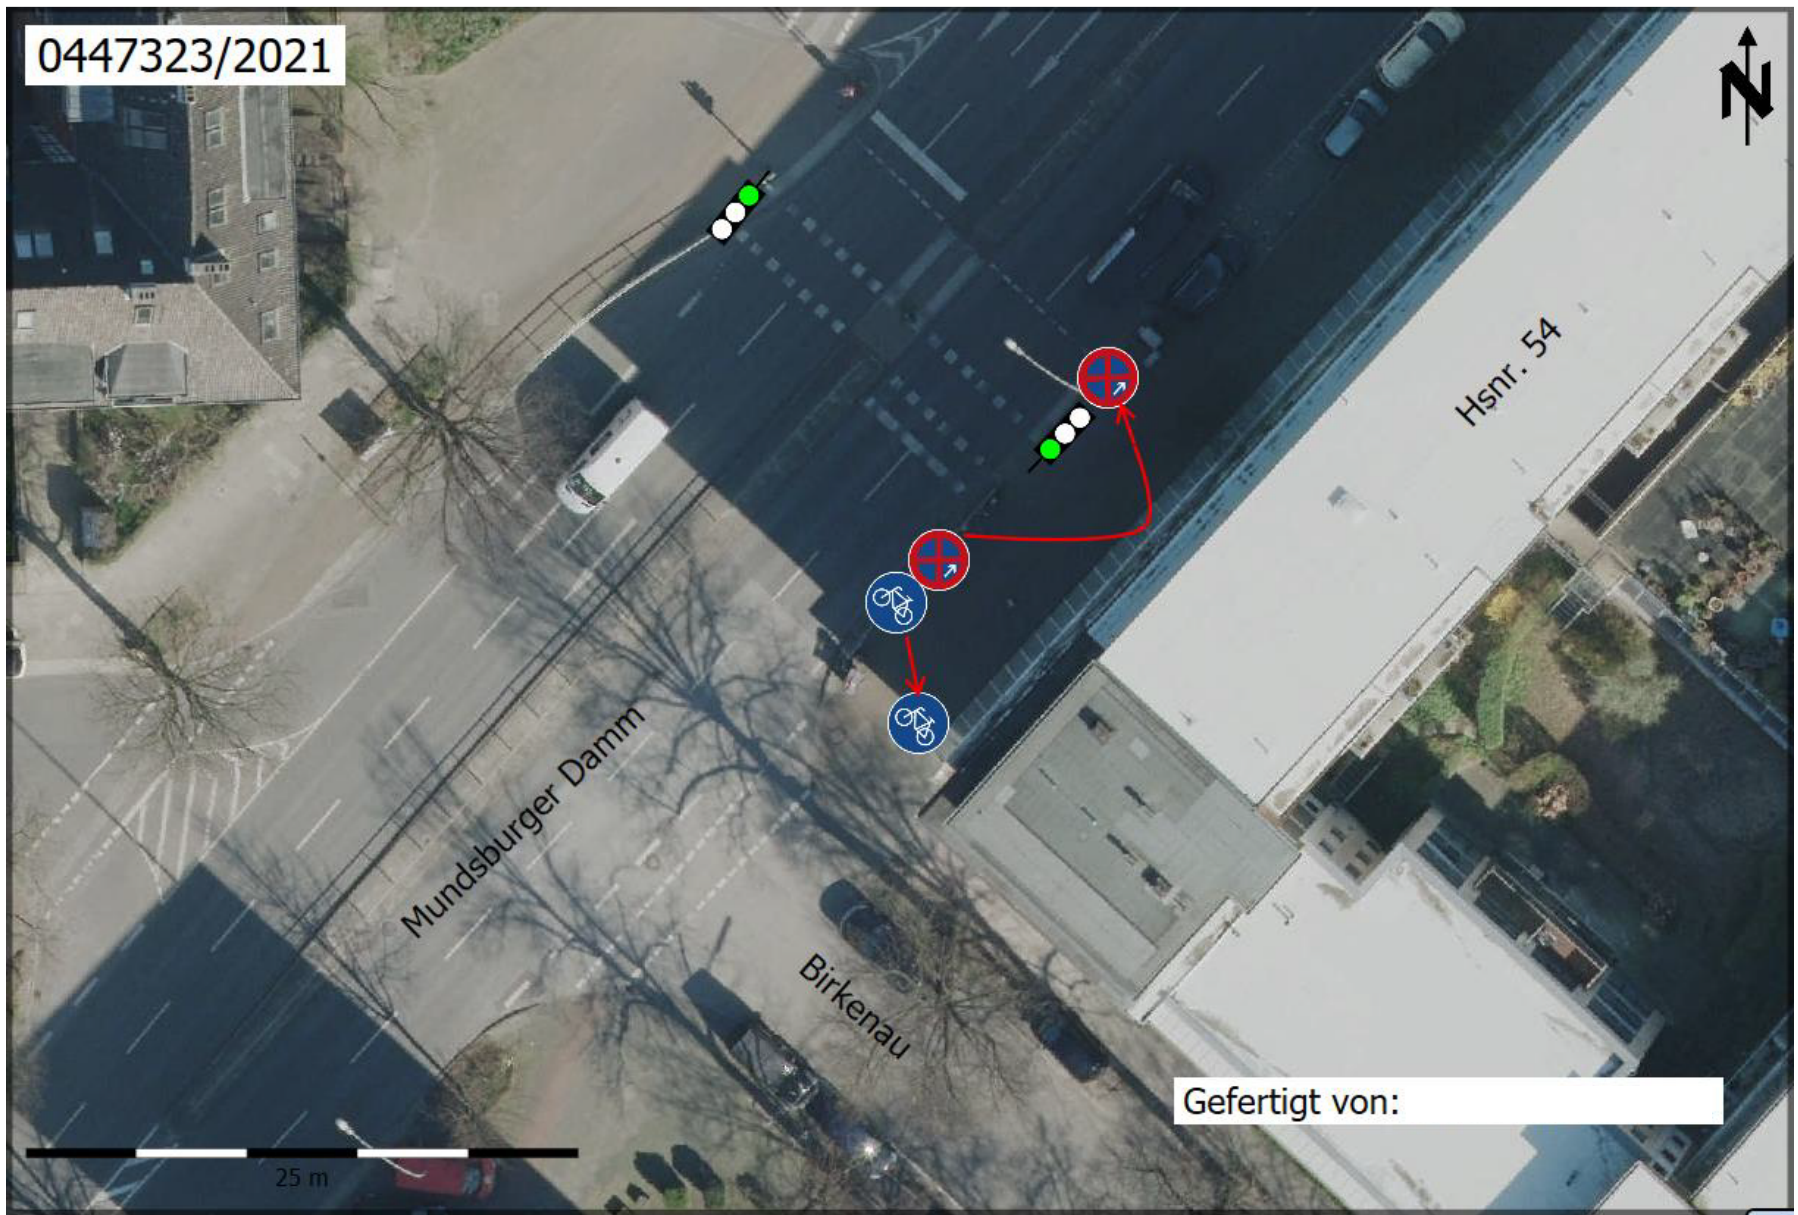 0447323/2021
N
Hsnr. 54
Mundsburger Damm
Birkenau
Gefertigt von:
25 m